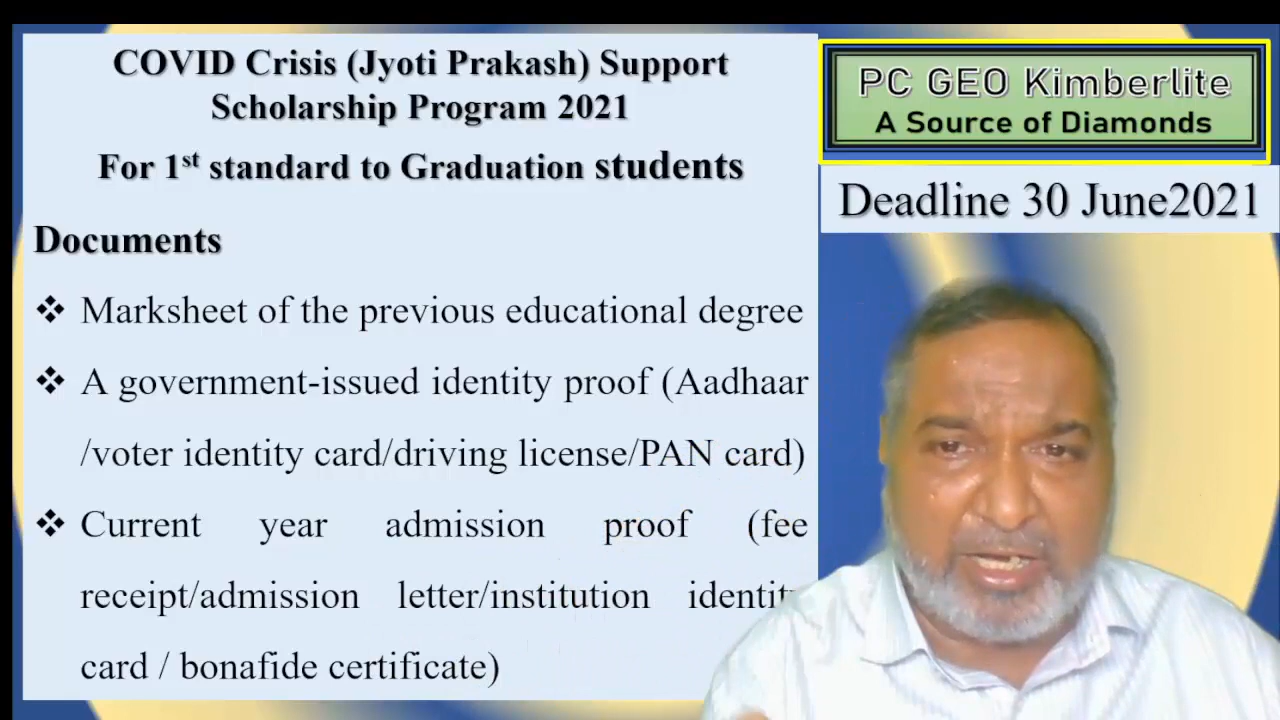 COVID Crisis (Jyoti Prakash) Support
Scholarship Program 2021
For 1st standard to Graduation students
Documents
❖ Marksheet of the previous educational degree
❖ A government-issued identity proof (Aadhaar
/voter identity card/driving license/PAN card)
❖ Current year admission proof (fee
receipt/admission letter/institution identity
card / bonafide certificate)
PC GEO Kimberlite
A Source of Diamonds
Deadline 30 June2021